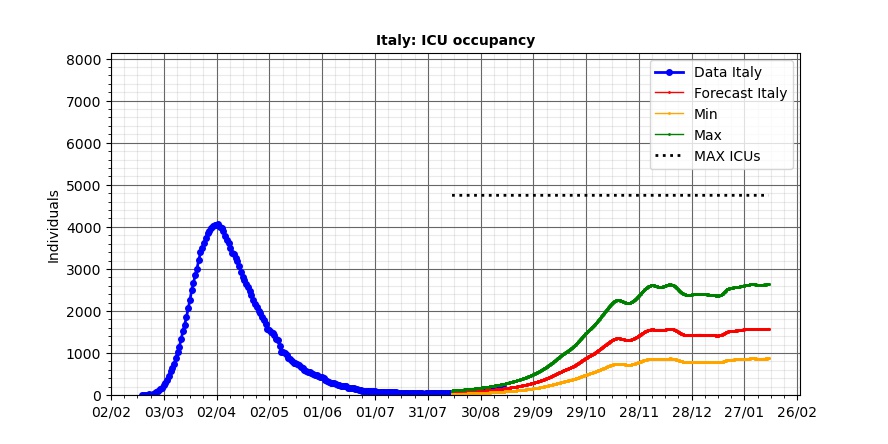 Italy: ICU occupancy
8000
7000
6000
5000
4000
3000
2000
1000
0
Individuals
Data Italy
Forecast Italy
Min
Max
MAX ICUs
02/02 03/03 02/04 02/05 01/06 01/07 31/07 30/08 29/09 29/10 28/11 28/12 27/01 26/02